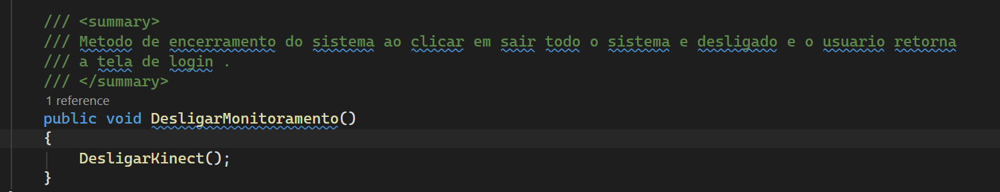 /// <summary>
/// Metodo de encerramento do sistema ao clicar em sair todo o sistema e desligado e o usuario retorna
/// a tela de login .
/// </summary>
1 reference
public void DesligarMonitoramento()
{
DesligarKinect();
}